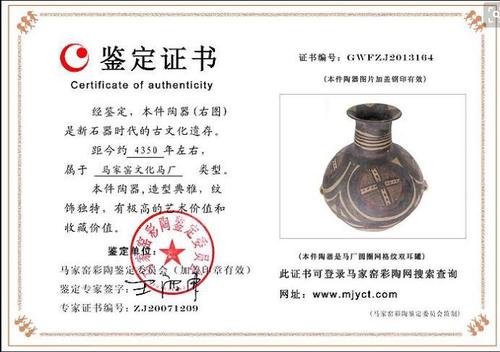 鉴定证书
Certificate of authenticity
经鉴定，本件陶器(右图)
是新石器时代的古文化遗存。
距今约 4350 年左右，
属于 马家窑文化马厂 类型。
本件陶器，造型典雅，纹
饰独特，有极高的艺术价值和
收藏价值。
鉴定单位：
马家窑彩陶鉴定委员会（加盖印章有效）
鉴定专家签字：
专家证书编号：ZJ20071209
证书编号：GWFZJ2013164
（本件陶器图片加盖钢印有效）
（本件陶器是马厂圆圈网格纹双耳罐）
此证书可登录马家窑彩陶网搜索查询
网址：www.mjyct.com
（马家窑彩陶鉴定委员会监制）